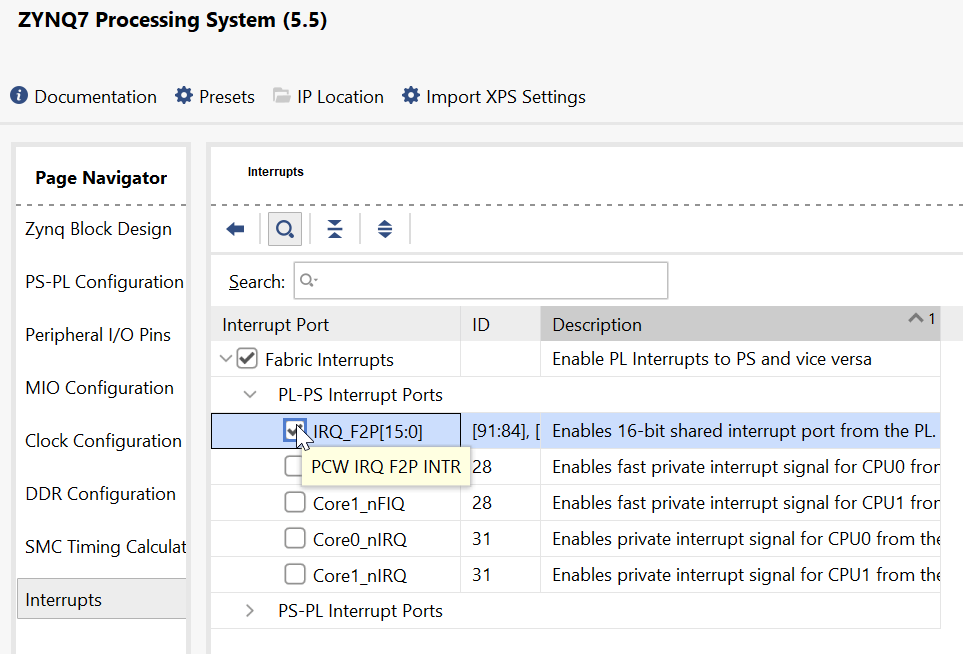 ZYNQ7 Processing System (5.5)
Documentation Presets IP Location Import XPS Settings
Page Navigator
Zynq Block Design
PS-PL Configuration
Peripheral I/O Pins
MIO Configuration
Clock Configuration
DDR Configuration
SMC Timing Calculat
Interrupts
Interrupts
Search:
Interrupt Port ID Description 1
Fabric Interrupts Enable PL Interrupts to PS and vice versa
PL-PS Interrupt Ports
IRQ_F2P[15:0] [91:84], [ Enables 16-bit shared interrupt port from the PL.
PCW IRQ F2P INTR 28 Enables fast private interrupt signal for CPU0 fron
Core1_nFIQ 28 Enables fast private interrupt signal for CPU1 fron
Core0_nIRQ 31 Enables private interrupt signal for CPU0 from the
Core1_nIRQ 31 Enables private interrupt signal for CPU1 from the
PS-PL Interrupt Ports